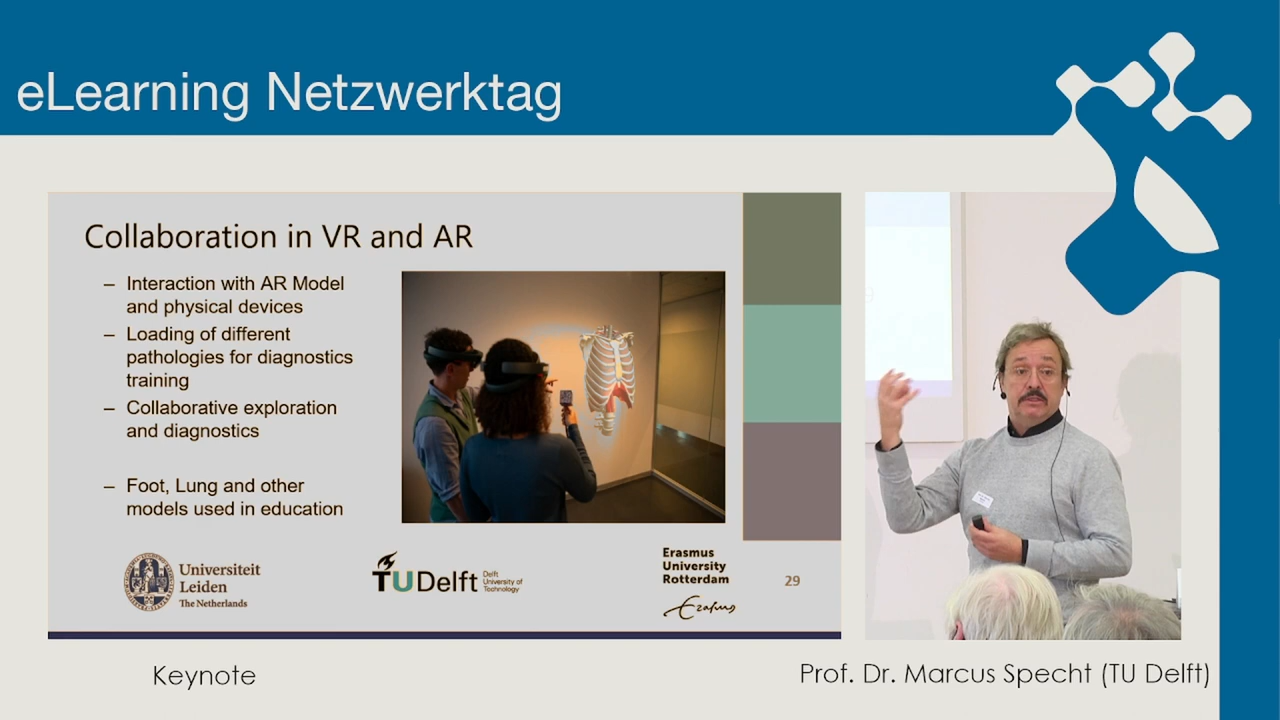 eLearning Netzwerktag
Collaboration in VR and AR
– Interaction with AR Model
and physical devices
– Loading of different
pathologies for diagnostics
training
– Collaborative exploration
and diagnostics
– Foot, Lung and other
models used in education
Universiteit
Leiden
The Netherlands
TUDelft
Delft
University of
Technology
Erasmus
University
Rotterdam
Erasmus
29
Keynote
Prof. Dr. Marcus Specht (TU Delft)